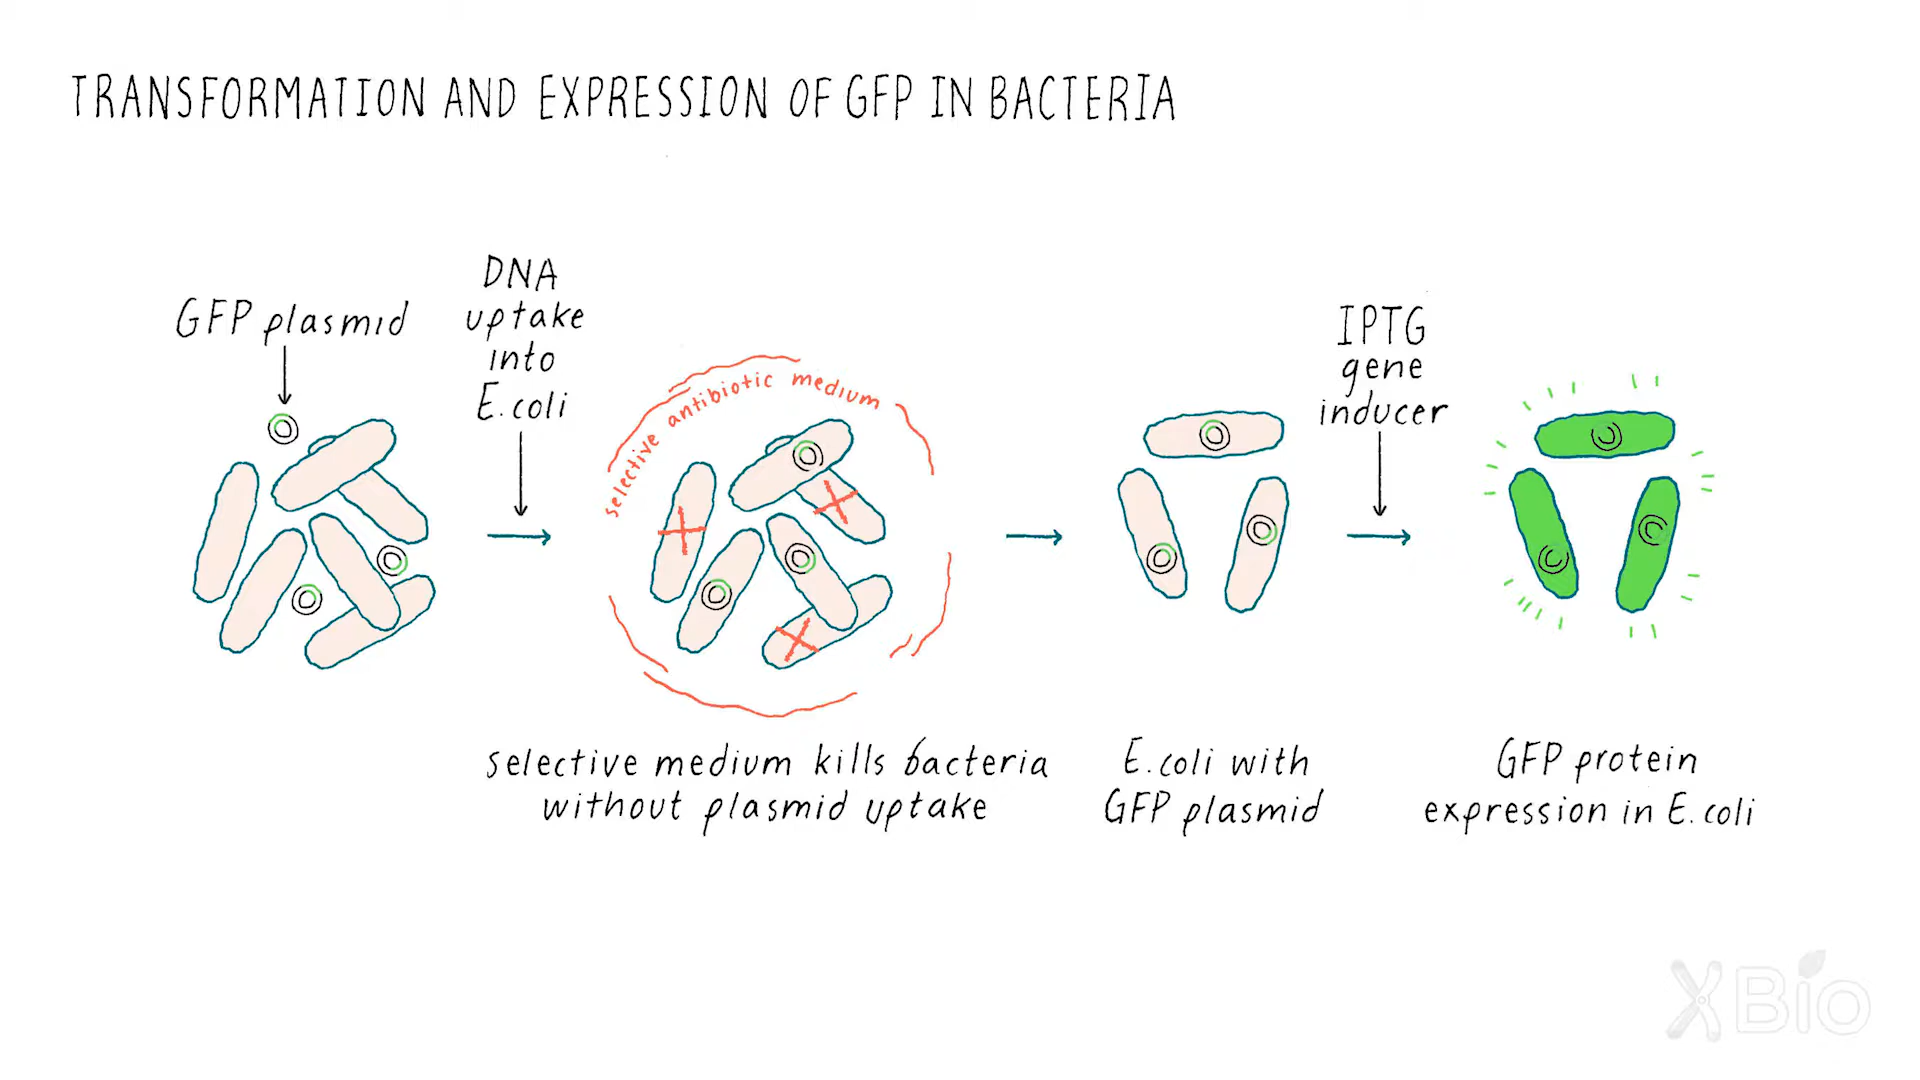 TRANSFORMATION AND EXPRESSION OF GFP IN BACTERIA
GFP plasmid
DNA
uptake
into
E.coli
selective antibiotic medium
IPTG
gene
inducer
selective medium kills bacteria
without plasmid uptake
E.coli with
GFP plasmid
GFP protein
expression in E.coli
XBio